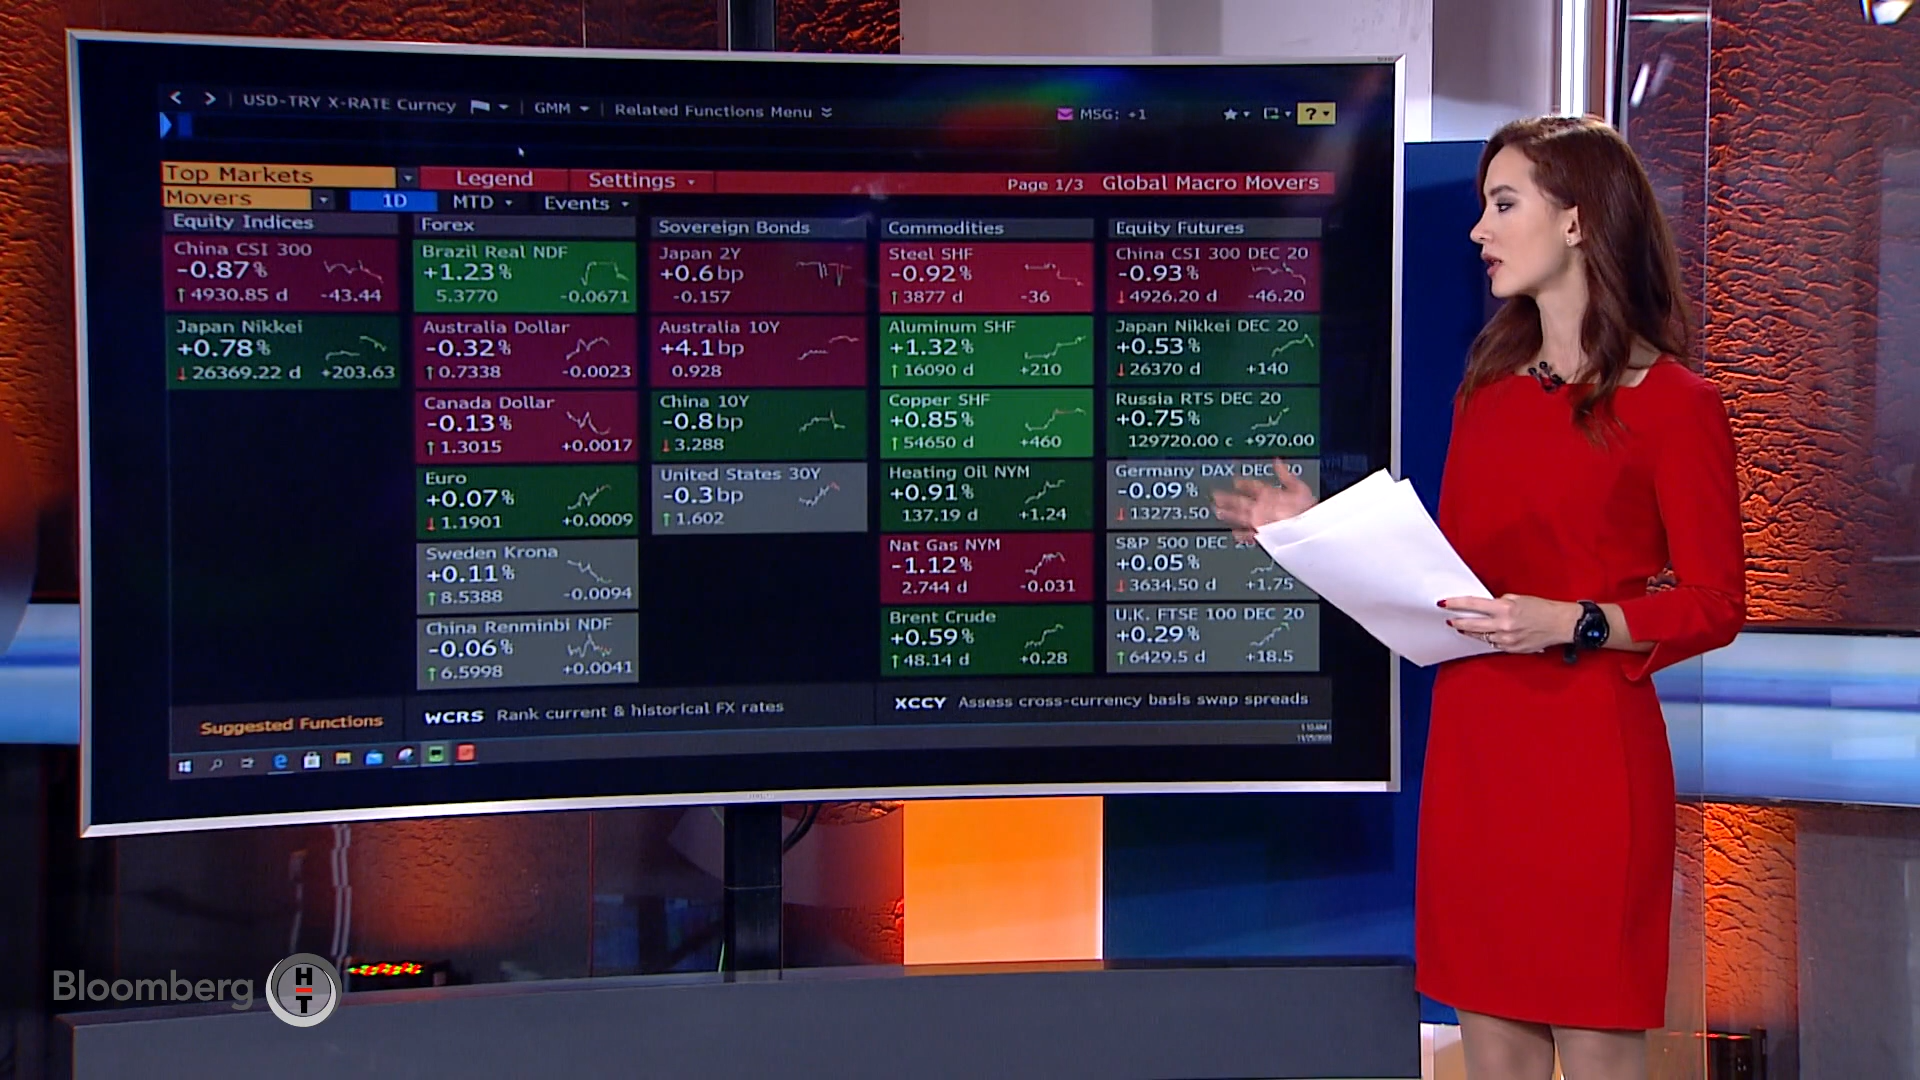 USD-TRY X-RATE Curncy GMM Related Functions Menu MSG: +1 ?
Top Markets Legend Settings Page 1/3 Global Macro Movers
Movers 1D MTD Events
Equity Indices
China CSI 300
-0.87%
↑4930.85 d -43.44
Japan Nikkei
+0.78%
↓26369.22 d +203.63
Forex
Brazil Real NDF
+1.23%
5.3770 -0.0671
Australia Dollar
-0.32%
↑0.7338 -0.0023
Canada Dollar
-0.13%
↑1.3015 +0.0017
Euro
+0.07%
↓1.1901 +0.0009
Sweden Krona
+0.11%
↑8.5388 -0.0094
China Renminbi NDF
-0.06%
↑6.5998 +0.0041
Sovereign Bonds
Japan 2Y
+0.6bp
-0.157
Australia 10Y
+4.1bp
0.928
China 10Y
-0.8bp
↓3.288
United States 30Y
-0.3bp
↑1.602
Commodities
Steel SHF
-0.92%
↑3877 d -36
Aluminum SHF
+1.32%
↑16090 d +210
Copper SHF
+0.85%
↑54650 d +460
Heating Oil NYM
+0.91%
137.19 d +1.24
Nat Gas NYM
-1.12%
2.744 d -0.031
Brent Crude
+0.59%
↑48.14 d +0.28
Equity Futures
China CSI 300 DEC 20
-0.93%
↓4926.20 d -46.20
Japan Nikkei DEC 20
+0.53%
↓26370 d +140
Russia RTS DEC 20
+0.75%
129720.00 c +970.00
Germany DAX DEC 20
-0.09%
↓13273.50
S&P 500 DEC
+0.05%
↓3634.50 d +1.75
U.K. FTSE 100 DEC 20
+0.29%
↑6429.5 d +18.5
Suggested Functions WCRS Rank current & historical FX rates XCCY Assess cross-currency basis swap spreads
Bloomberg HT